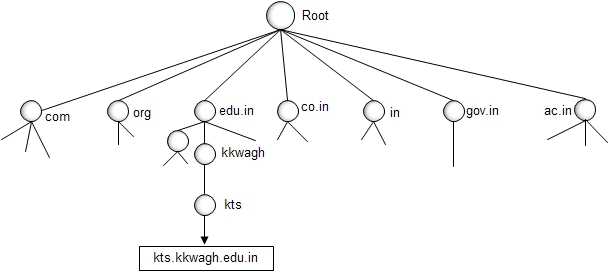 Root
com
org
edu.in
co.in
in
gov.in
ac.in
kkwagh
kts
kts.kkwagh.edu.in